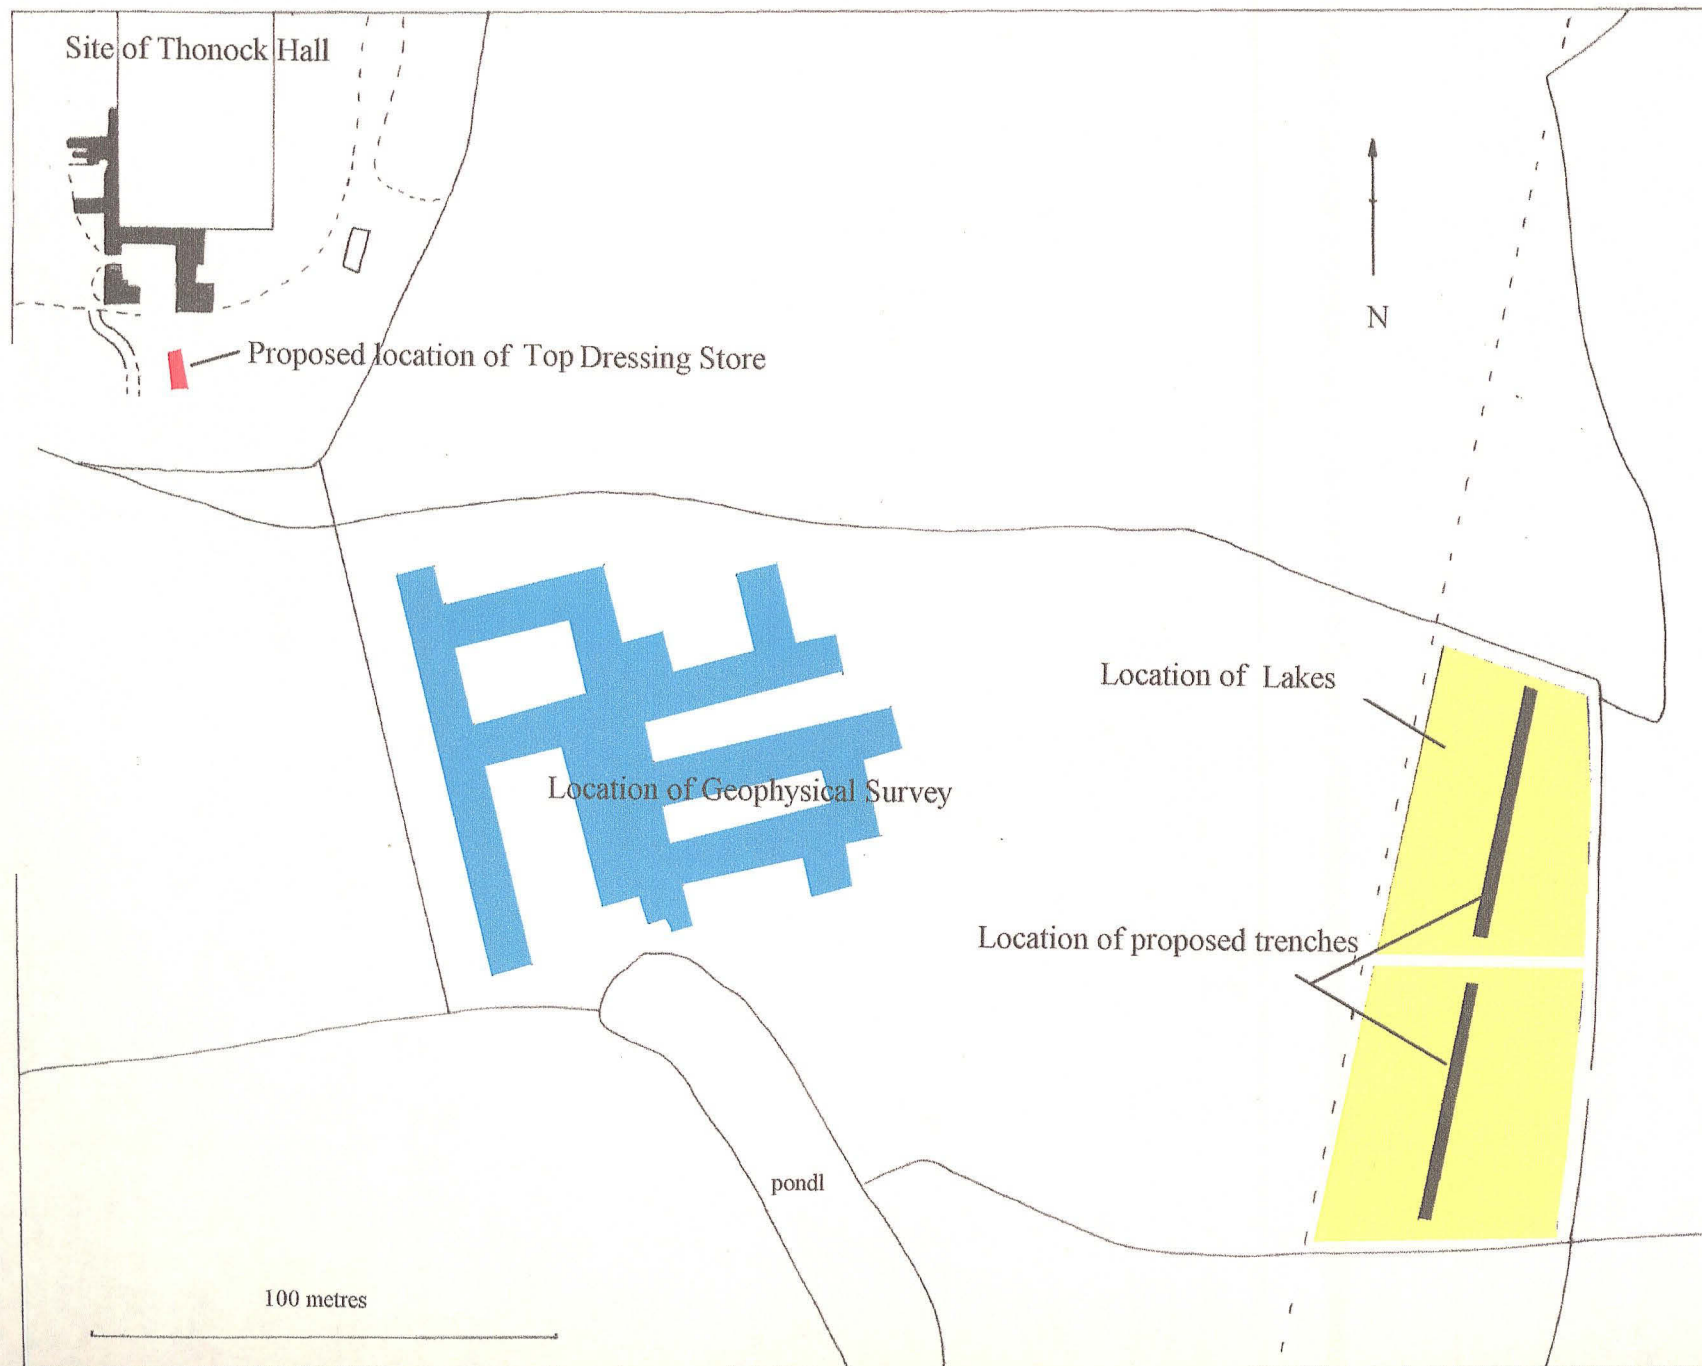 Site of Thonock Hall
N
Proposed location of Top Dressing Store
Location of Lakes
Location of Geophysical Survey
Location of proposed trenches
pondl
100 metres